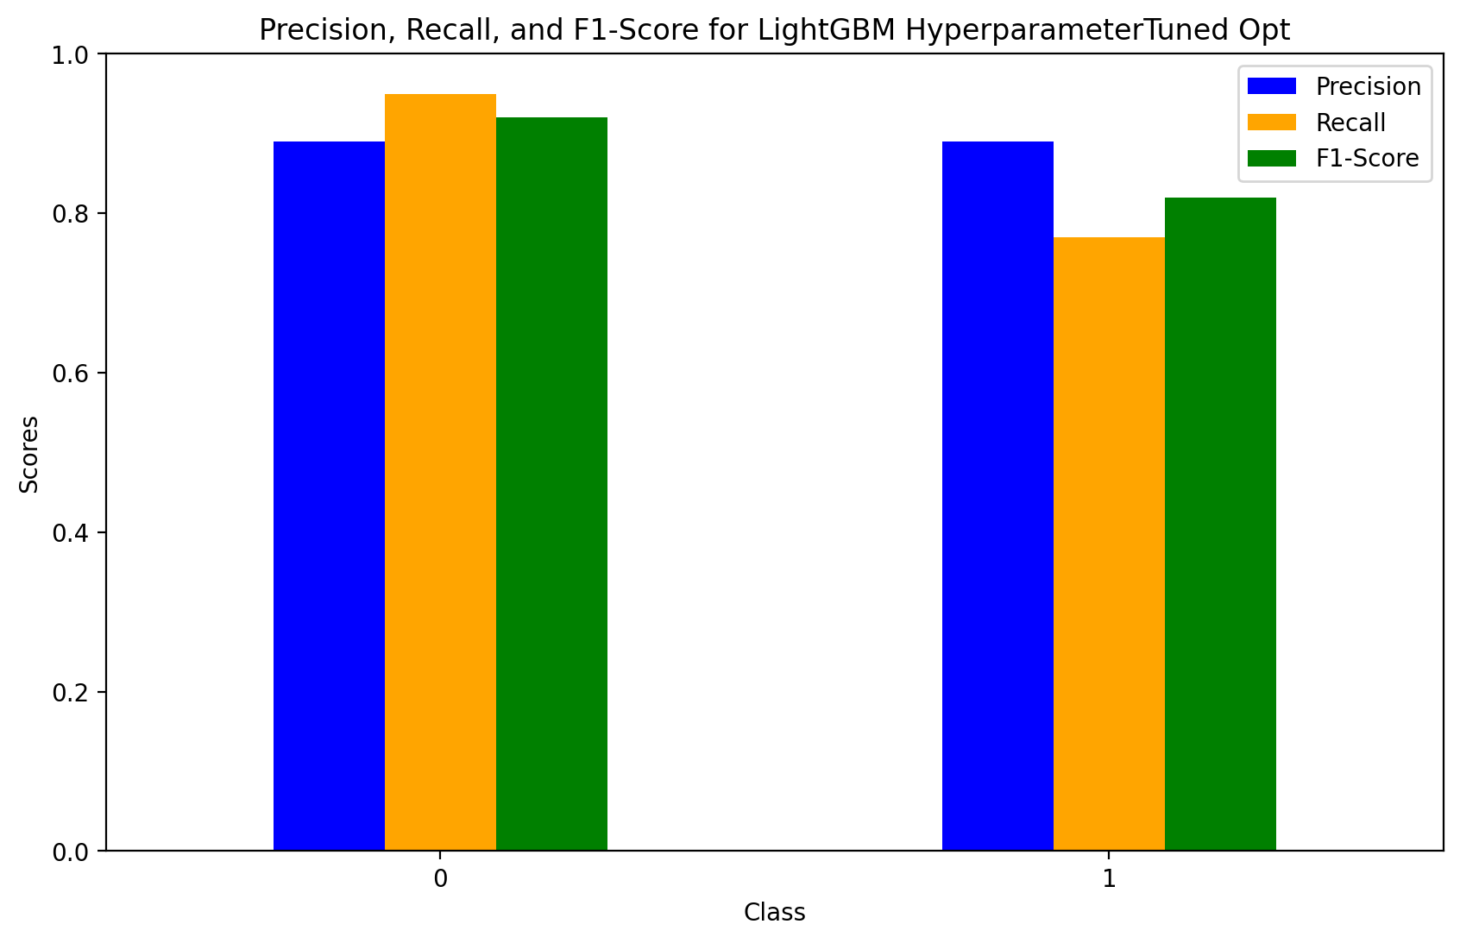 Precision, Recall, and F1-Score for LightGBM HyperparameterTuned Opt
1.0
0.8
0.6
0.4
0.2
0.0
Scores
Precision
Recall
F1-Score
0
1
Class